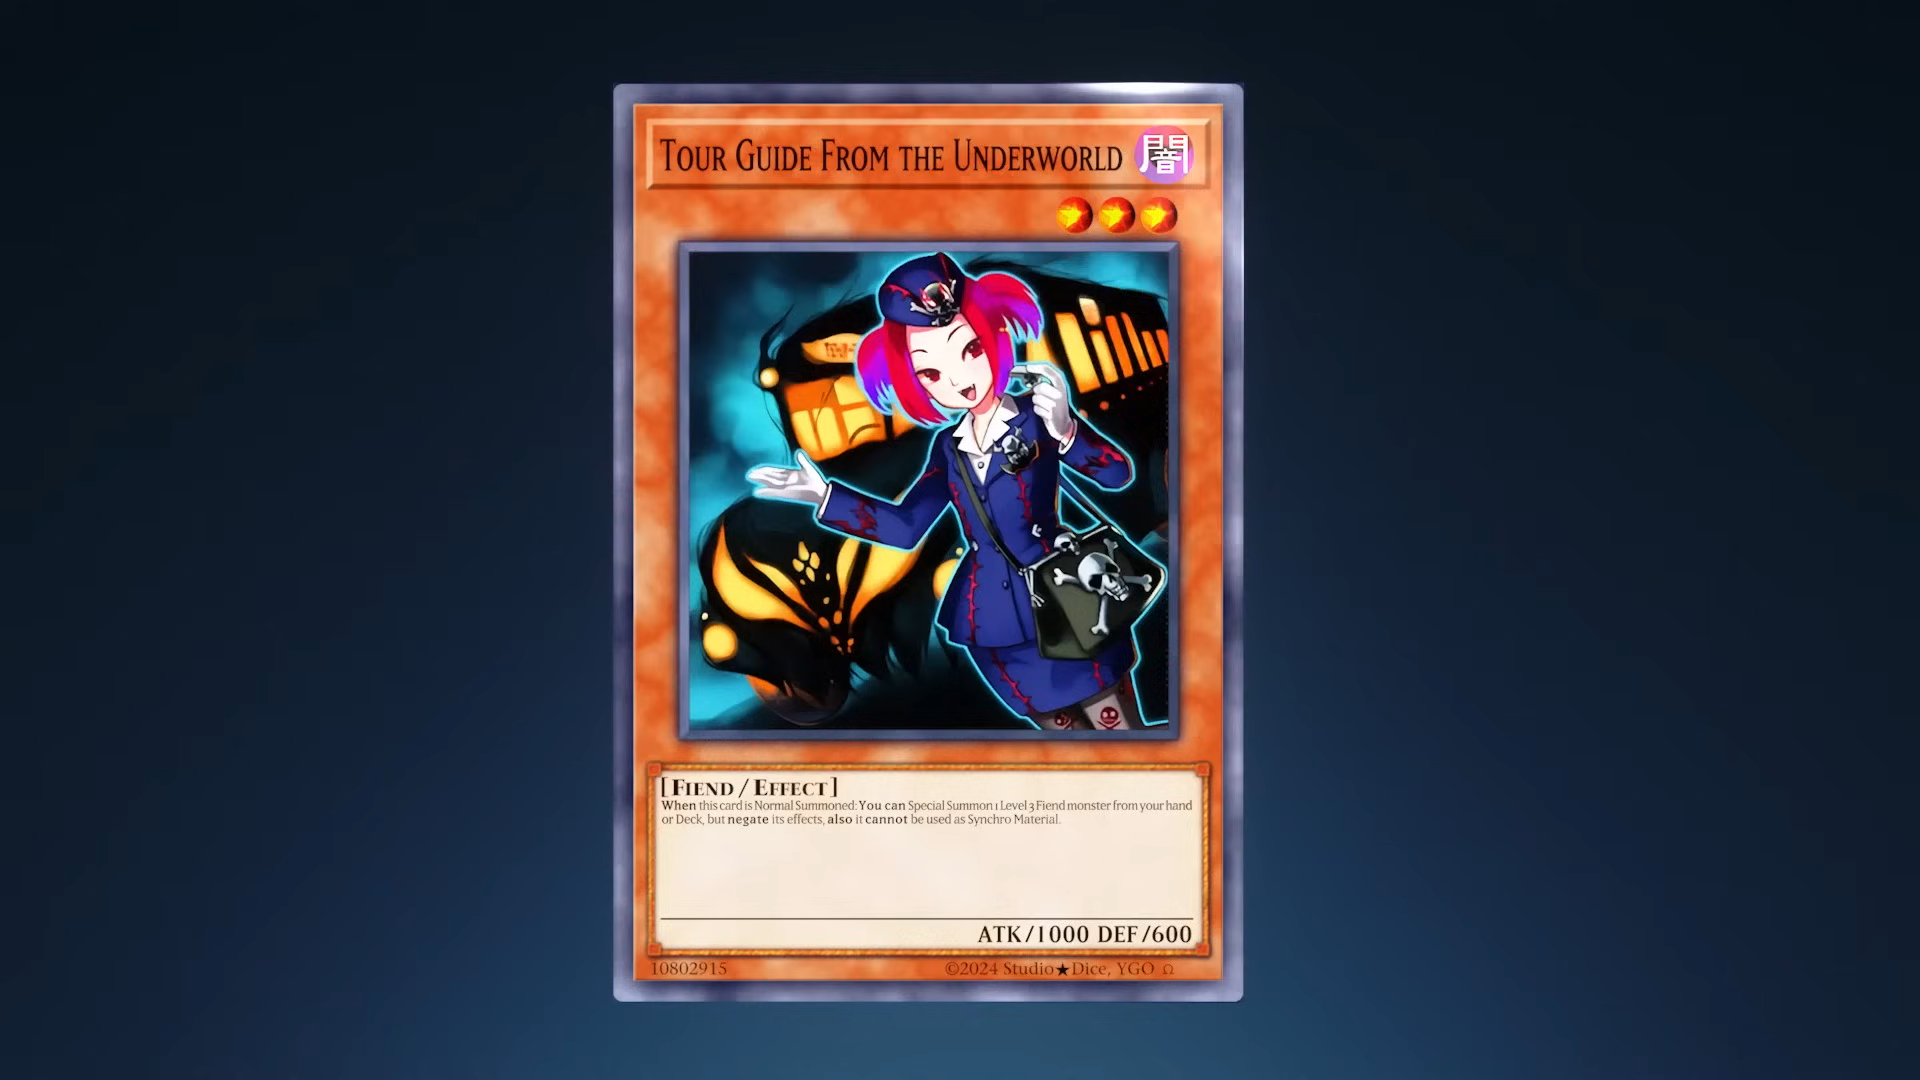 TOUR GUIDE FROM THE UNDERWORLD 闇
[FIEND / EFFECT]
When this card is Normal Summoned: You can Special Summon 1 Level 3 Fiend monster from your hand
or Deck, but negate its effects, also it cannot be used as Synchro Material.
ATK/1000 DEF/600
10802915 ©2024 Studio★Dice, YGO Ω